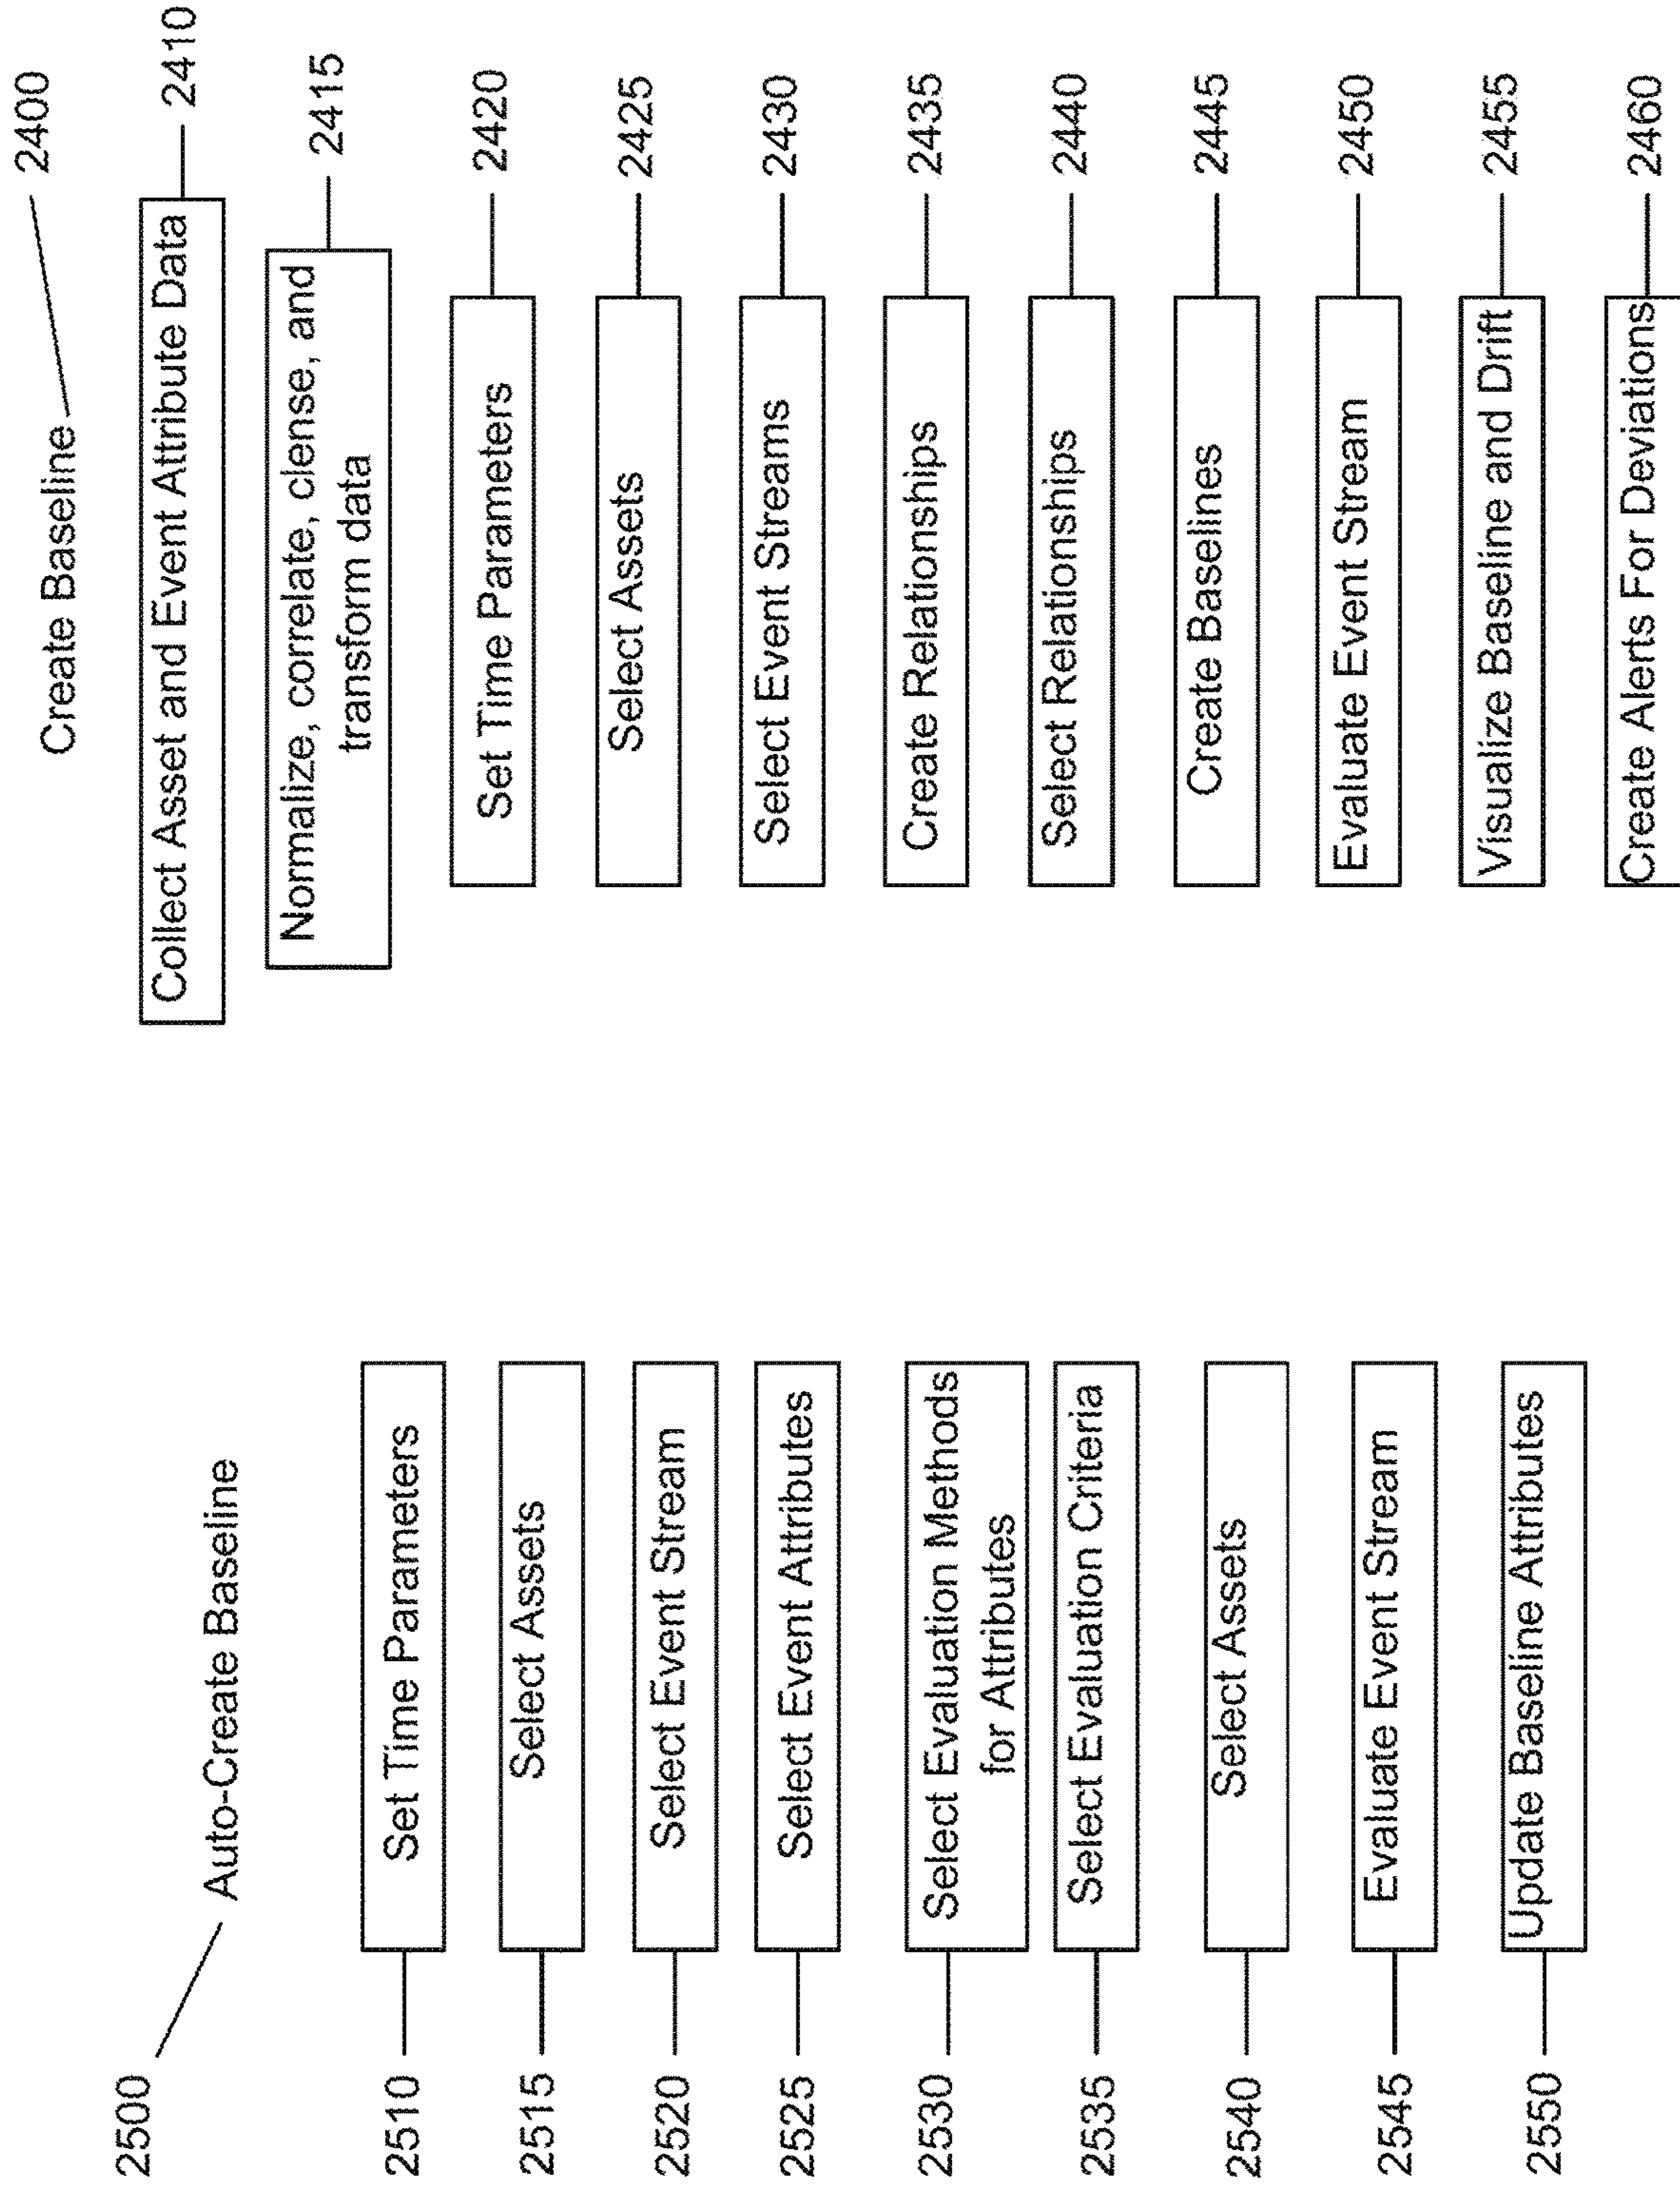 2500
Auto-Create Baseline
2510
Set Time Parameters
2515
Select Assets
2520
Select Event Stream
2525
Select Event Attributes
2530
Select Evaluation Methods
for Attributes
2535
Select Evaluation Criteria
2540
Select Assets
2545
Evaluate Event Stream
2550
Update Baseline Attributes
2400
Create Baseline
Collect Asset and Event Attribute Data
2410
Normalize, correlate, clense, and
transform data
2415
Set Time Parameters
2420
Select Assets
2425
Select Event Streams
2430
Create Relationships
2435
Select Relationships
2440
Create Baselines
2445
Evaluate Event Stream
2450
Visualize Baseline and Drift
2455
Create Alerts For Deviations
2460